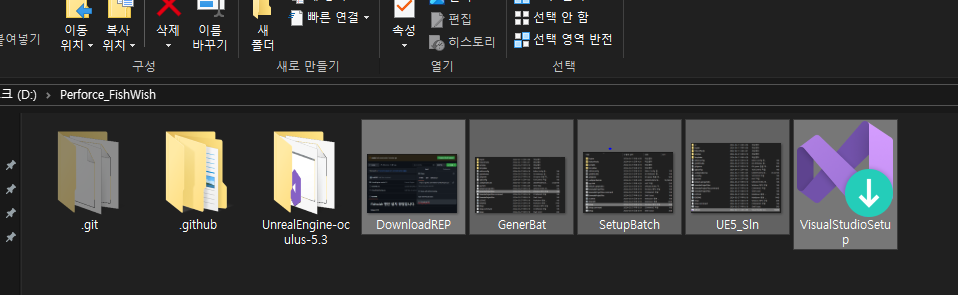 붙여넣기
이동
위치
복사
위치
삭제
이름
바꾸기
새
폴더
빠른 연결
속성
편집
히스토리
선택 안 함
선택 영역 반전
구성
새로 만들기
열기
선택
크 (D:) > Perforce_FishWish
.git
.github
UnrealEngine-oc
ulus-5.3
DownloadREP
GenerBat
SetupBatch
UE5_Sln
VisualStudioSetu
p